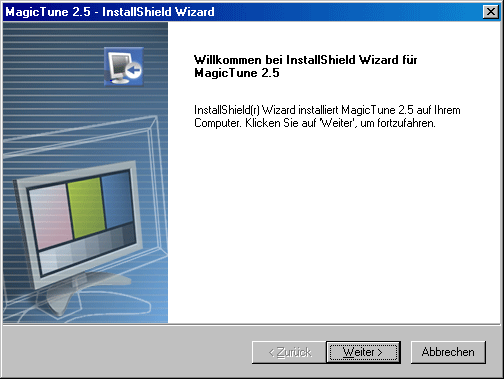 MagicTune 2.5 - InstallShield Wizard
Willkommen bei InstallShield Wizard für
MagicTune 2.5
InstallShield(r) Wizard installiert MagicTune 2.5 auf Ihrem
Computer. Klicken Sie auf 'Weiter', um fortzufahren.
< Zurück
Weiter >
Abbrechen